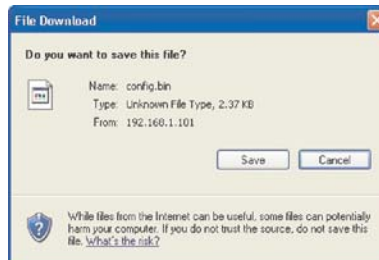 File Download
Do you want to save this file?
Name: config.bin
Type: Unknown File Type, 2.37 KB
From: 192.168.1.101
Save
Cancel
While files from the Internet can be useful, some files can potentially
harm your computer. If you do not trust the source, do not save this
file. What's the risk?